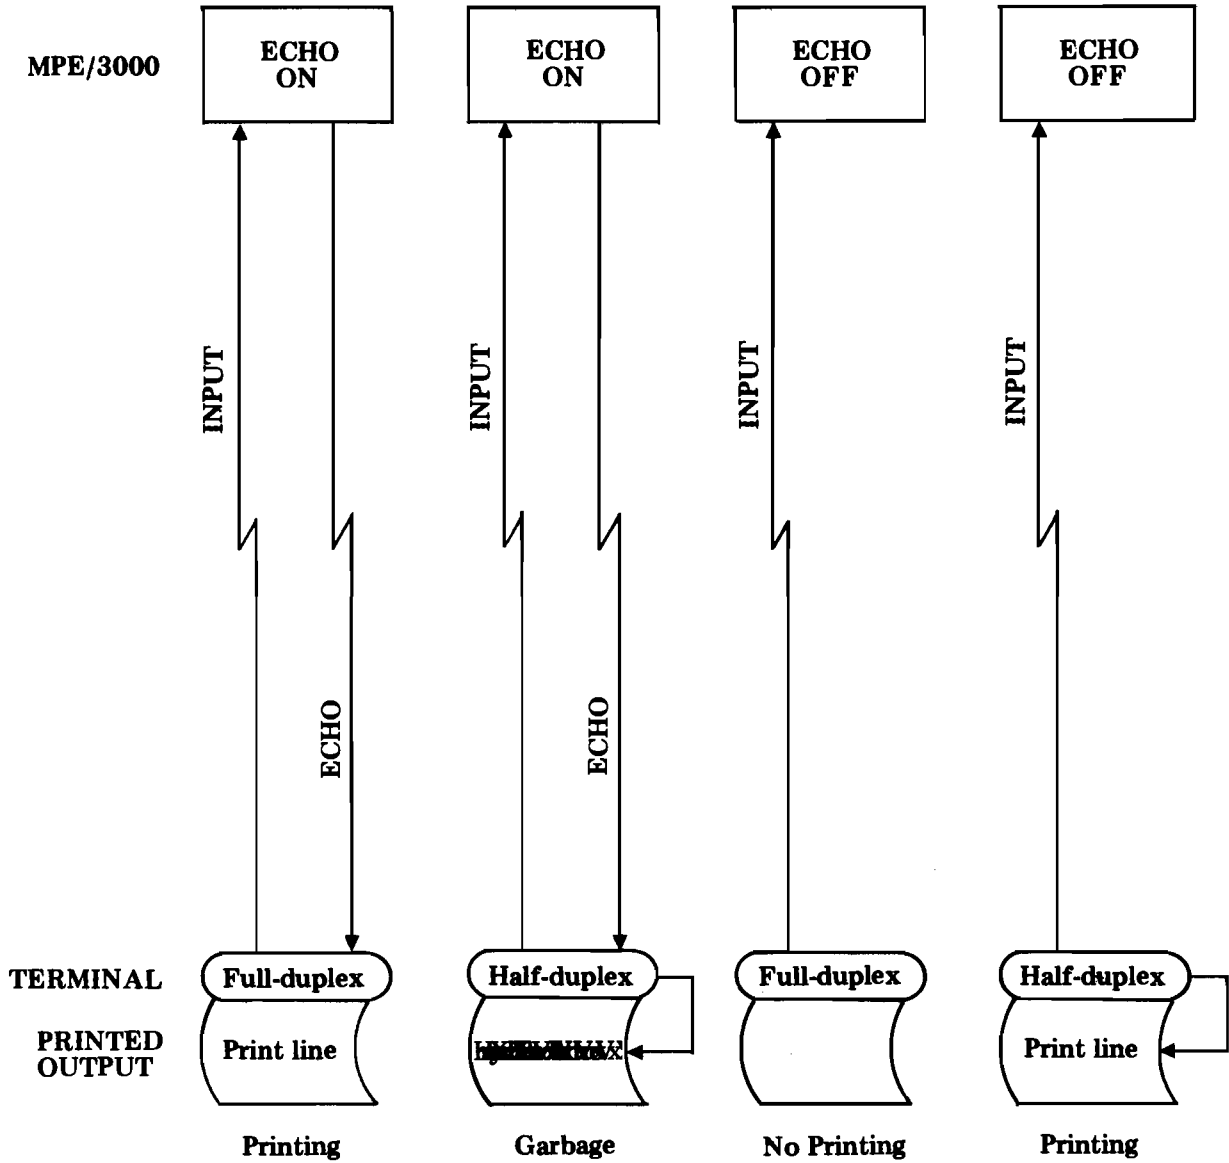 MPE/3000
ECHO
ON
ECHO
ON
ECHO
OFF
ECHO
OFF
INPUT
INPUT
INPUT
INPUT
ECHO
ECHO
TERMINAL
Full-duplex
Half-duplex
Full-duplex
Half-duplex
PRINTED
OUTPUT
Print line
Print line
Printing
Garbage
No Printing
Printing